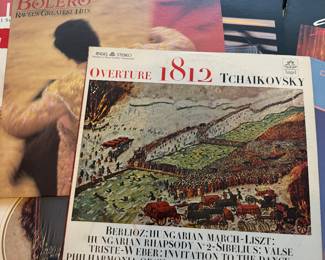 BOLERO
RAVEL'S GREATEST HITS
ANGEL STEREO
OVERTURE 1812 TCHAIKOVSKY
Angel
BERLIOZ: HUNGARIAN MARCH-LISZT:
HUNGARIAN RHAPSODY Nº 2-SIBELIUS: VALSE
TRISTE-WEBER: INVITATION TO THE DANCE
PHILHARMONIA